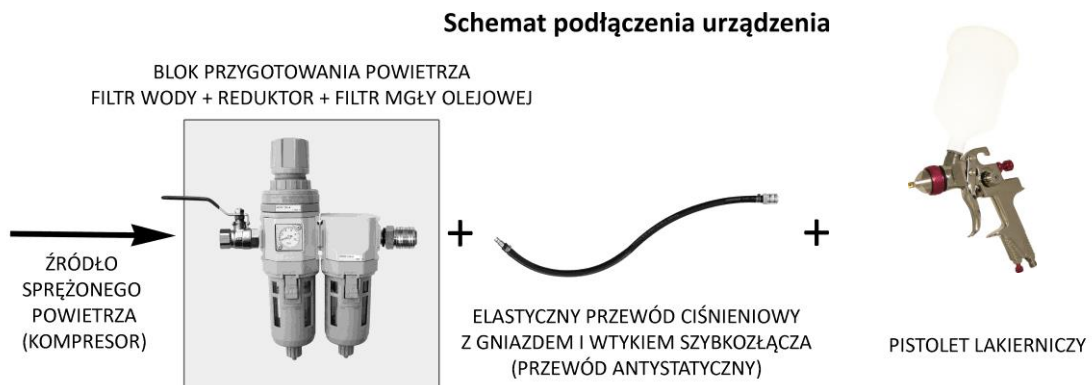 Schemat podłączenia urządzenia
BLOK PRZYGOTOWANIA POWIETRZA
FILTR WODY + REDUKTOR + FILTR MGŁY OLEJOWEJ
+
+
ŹRÓDŁO
SPRĘŻONEGO
POWIETRZA
(KOMPRESOR)
ELASTYCZNY PRZEWÓD CIŚNIENIOWY
Z GNIAZDEM I WTYKIEM SZYBKOZŁĄCZA
(PRZEWÓD ANTYSTATYCZNY)
PISTOLET LAKIERNICZY